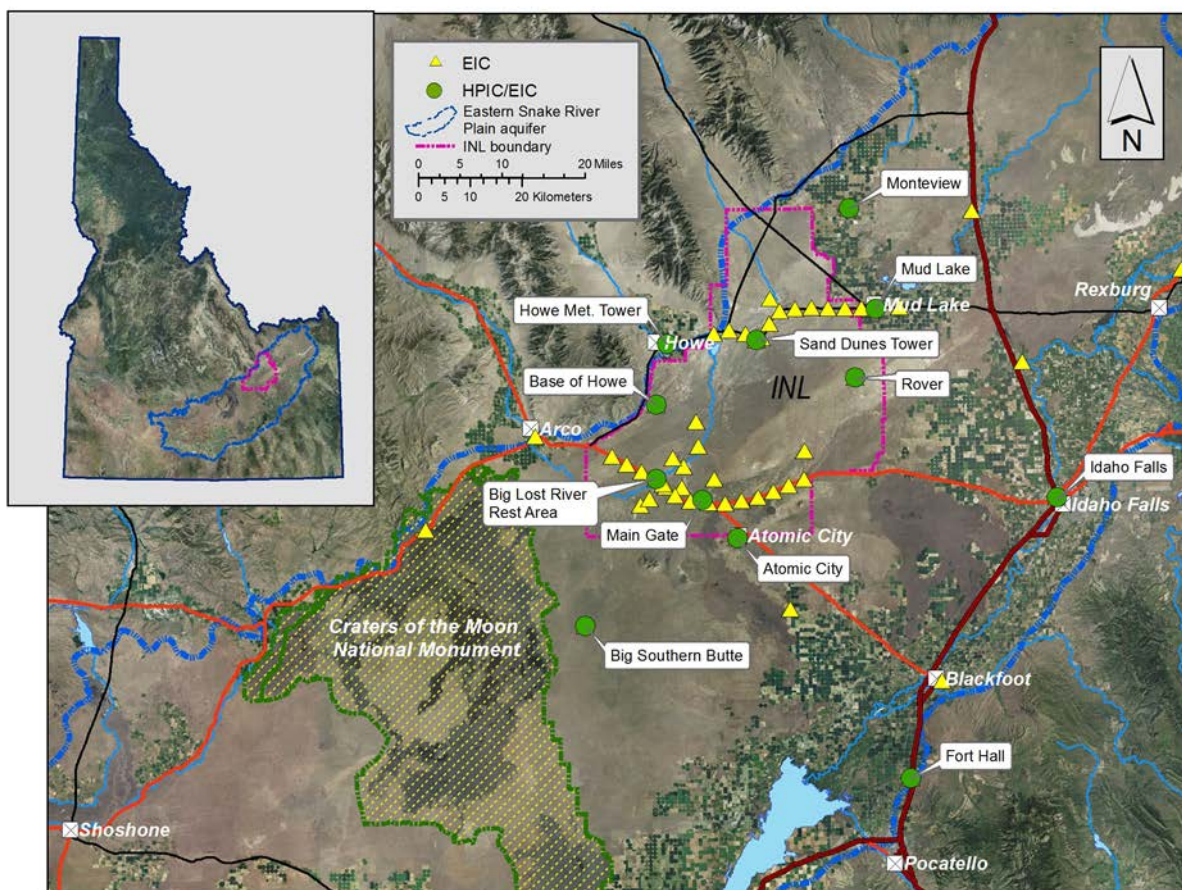 EIC
HPIC/EIC
Eastern Snake River
Plain aquifer
INL boundary
0 5 10 20 Miles
0 5 10 20 Kilometers
N
Monteview
Mud Lake
Mud Lake
Rexburg
Howe Met. Tower
Howe
Sand Dunes Tower
Base of Howe
INL
Rover
Arco
Idaho Falls
Idaho Falls
Big Lost River
Rest Area
Main Gate
Atomic City
Atomic City
Craters of the Moon
National Monument
Big Southern Butte
Blackfoot
Fort Hall
Shoshone
Pocatello